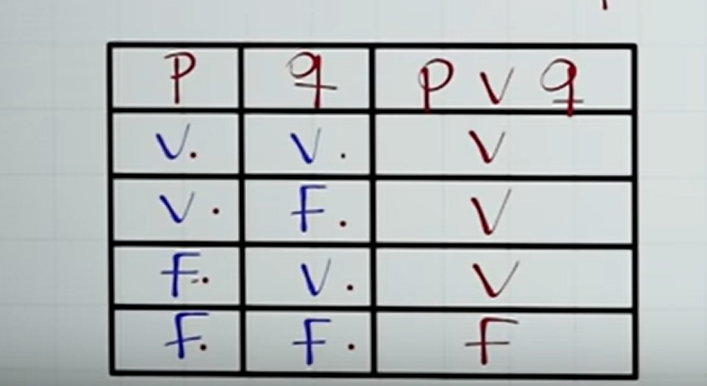 p q p v q
V. V. V
V. F. V
F. V. V
F. F. F